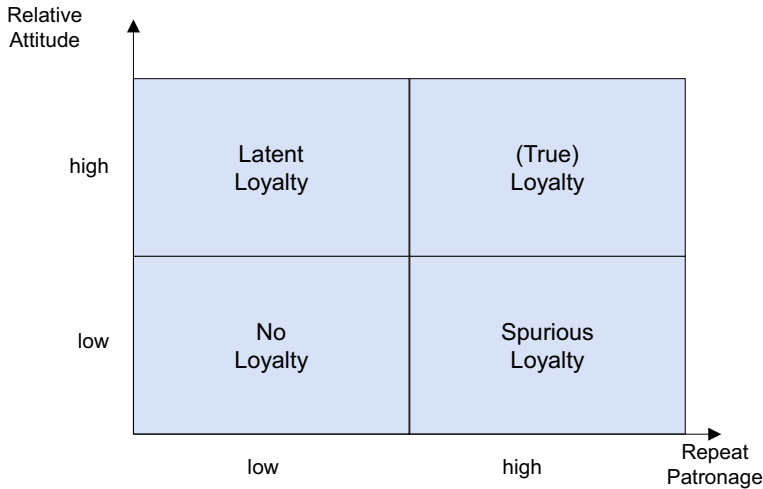 Relative
Attitude
high
Latent
Loyalty
(True)
Loyalty
low
No
Loyalty
Spurious
Loyalty
low
high
Repeat
Patronage